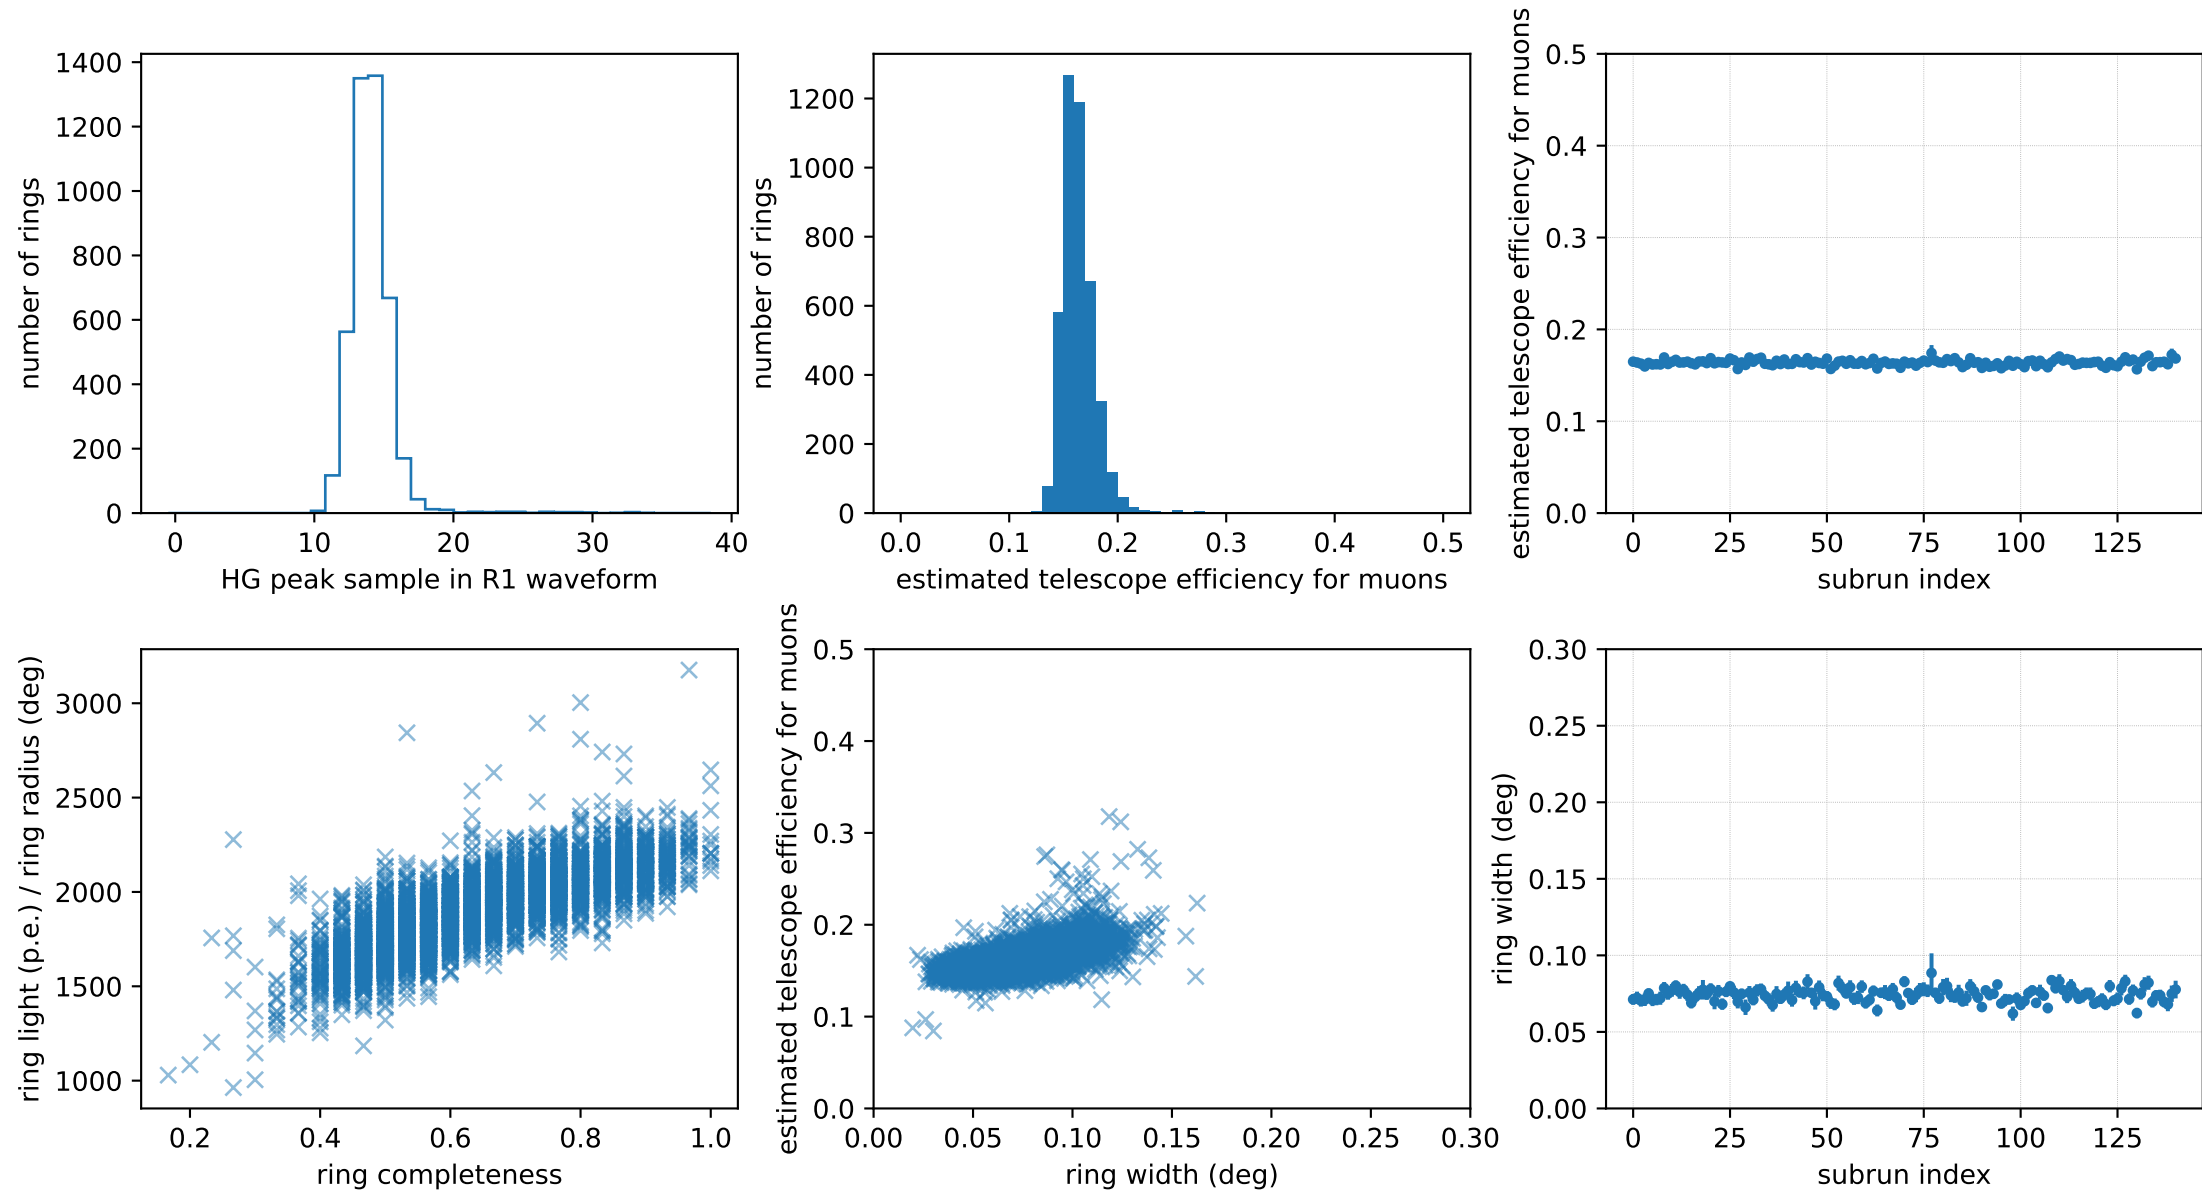 1400
1200
1000
800
600
400
200
0
number of rings
0 10 20 30 40
HG peak sample in R1 waveform
1200
1000
800
600
400
200
0
number of rings
0.0 0.1 0.2 0.3 0.4 0.5
estimated telescope efficiency for muons
0.5
0.4
0.3
0.2
0.1
0.0
estimated telescope efficiency for muons
0 25 50 75 100 125
subrun index
3000
2500
2000
1500
1000
ring light (p.e.) / ring radius (deg)
0.2 0.4 0.6 0.8 1.0
ring completeness
0.5
0.4
0.3
0.2
0.1
0.0
estimated telescope efficiency for muons
0.00 0.05 0.10 0.15 0.20 0.25 0.30
ring width (deg)
0.30
0.25
0.20
0.15
0.10
0.05
0.00
ring width (deg)
0 25 50 75 100 125
subrun index